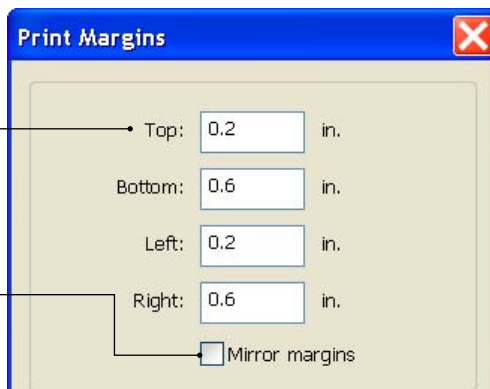 Print Margins
Top: 0.2 in.
Bottom: 0.6 in.
Left: 0.2 in.
Right: 0.6 in.
Mirror margins